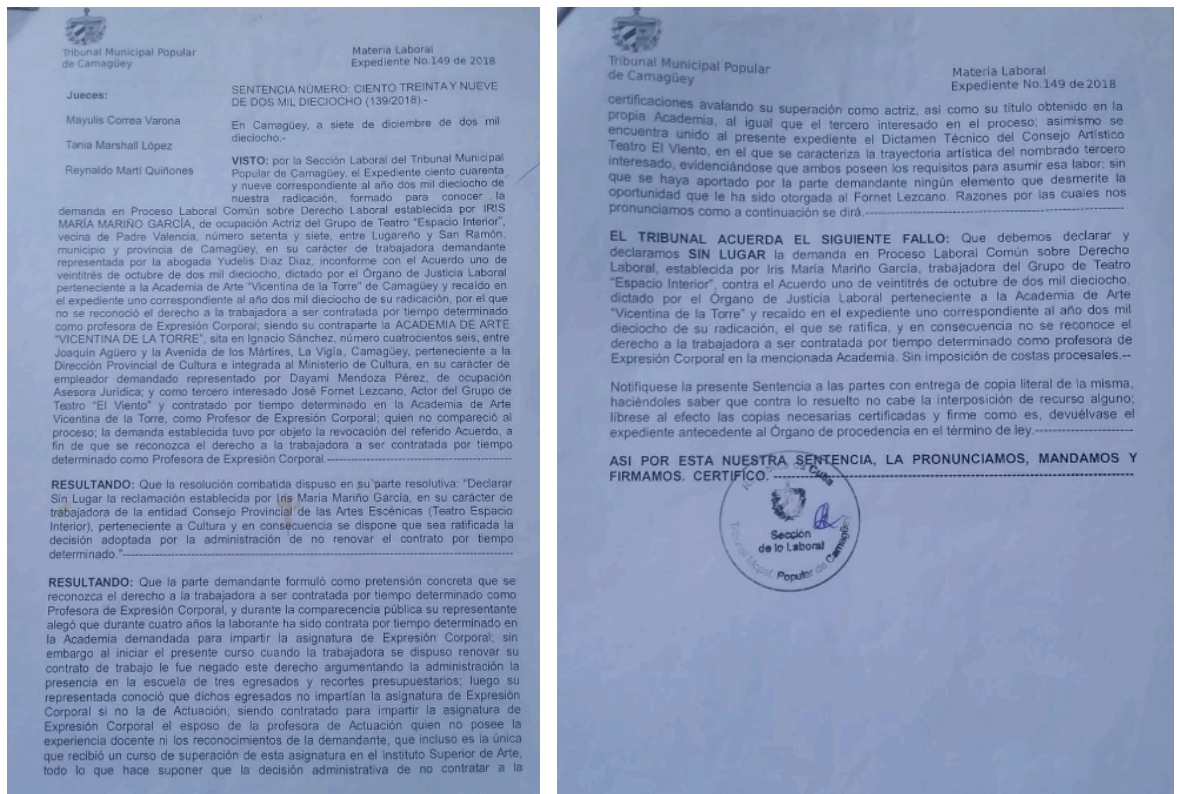 Tribunal Municipal Popular
de Camagüey
Materia Laboral
Expediente No.149 de 2018
Jueces:
Mayulis Correa Varona
Tania Marshall López
Reynaldo Martí Quiñones
SENTENCIA NÚMERO: CIENTO TREINTA Y NUEVE
DE DOS MIL DIECIOCHO (139/2018).-
En Camagüey, a siete de diciembre de dos mil
dieciocho.-
VISTO: por la Sección Laboral del Tribunal Municipal
Popular de Camagüey, el Expediente ciento cuarenta
y nueve correspondiente al año dos mil dieciocho de
nuestra radicación, formado para conocer la
demanda en Proceso Laboral Común sobre Derecho Laboral establecida por IRIS
MARÍA MARIÑO GARCÍA, de ocupación Actriz del Grupo de Teatro "Espacio Interior",
vecina de Padre Valencia, número setenta y siete, entre Lugareño y San Ramón,
municipio y provincia de Camagüey, en su carácter de trabajadora demandante
representada por la abogada Yudelis Diaz Diaz, inconforme con el Acuerdo uno de
veintitrés de octubre de dos mil dieciocho, dictado por el Órgano de Justicia Laboral
perteneciente a la Academia de Arte "Vicentina de la Torre" de Camagüey y recaído en
el expediente uno correspondiente al año dos mil dieciocho de su radicación, por el que
no se reconoció el derecho a la trabajadora a ser contratada por tiempo determinado
como profesora de Expresión Corporal; siendo su contraparte la ACADEMIA DE ARTE
"VICENTINA DE LA TORRE", sita en Ignacio Sánchez, número cuatrocientos seis, entre
Joaquín Agüero y la Avenida de los Mártires, La Vigía, Camagüey, perteneciente a la
Dirección Provincial de Cultura e integrada al Ministerio de Cultura, en su carácter de
empleador demandado representado por Dayami Mendoza Pérez, de ocupación
Asesora Jurídica; y como tercero interesado José Fornet Lezcano, Actor del Grupo de
Teatro "El Viento" y contratado por tiempo determinado en la Academia de Arte
Vicentina de la Torre, como Profesor de Expresión Corporal; quien no compareció al
proceso; la demanda establecida tuvo por objeto la revocación del referido Acuerdo, a
fin de que se reconozca el derecho a la trabajadora a ser contratada por tiempo
determinado como Profesora de Expresión Corporal.-----------------------------------
RESULTANDO: Que la resolución combatida dispuso en su parte resolutiva: "Declarar
Sin Lugar la reclamación establecida por Iris Maria Mariño García, en su carácter de
trabajadora de la entidad Consejo Provincial de las Artes Escénicas (Teatro Espacio
Interior), perteneciente a Cultura y en consecuencia se dispone que sea ratificada la
decisión adoptada por la administración de no renovar el contrato por tiempo
determinado."------------------------------------------------------------------
RESULTANDO: Que la parte demandante formuló como pretensión concreta que se
reconozca el derecho a la trabajadora a ser contratada por tiempo determinado como
Profesora de Expresión Corporal, y durante la comparecencia pública su representante
alegó que durante cuatro años la laborante ha sido contrata por tiempo determinado en
la Academia demandada para impartir la asignatura de Expresión Corporal; sin
embargo al iniciar el presente curso cuando la trabajadora se dispuso renovar su
contrato de trabajo le fue negado este derecho argumentando la administración la
presencia en la escuela de tres egresados y recortes presupuestarios; luego su
representada conoció que dichos egresados no impartían la asignatura de Expresión
Corporal si no la de Actuación, siendo contratado para impartir la asignatura de
Expresión Corporal el esposo de la profesora de Actuación quien no posee la
experiencia docente ni los reconocimientos de la demandante, que incluso es la única
que recibió un curso de superación de esta asignatura en el Instituto Superior de Arte,
todo lo que hace suponer que la decisión administrativa de no contratar a la
Tribunal Municipal Popular
de Camagüey
Materia Laboral
Expediente No.149 de 2018
certificaciones avalando su superación como actriz, así como su título obtenido en la
propia Academia, al igual que el tercero interesado en el proceso; asimismo se
encuentra unido al presente expediente el Dictamen Técnico del Consejo Artístico
Teatro El Viento, en el que se caracteriza la trayectoria artística del nombrado tercero
interesado, evidenciándose que ambos poseen los requisitos para asumir esa labor; sin
que se haya aportado por la parte demandante ningún elemento que desmerite la
oportunidad que le ha sido otorgada al Fornet Lezcano. Razones por las cuales nos
pronunciamos como a continuación se dirá.-------------------------------------
EL TRIBUNAL ACUERDA EL SIGUIENTE FALLO: Que debemos declarar y
declaramos SIN LUGAR la demanda en Proceso Laboral Común sobre Derecho
Laboral, establecida por Iris Maria Mariño García, trabajadora del Grupo de Teatro
"Espacio Interior", contra el Acuerdo uno de veintitrés de octubre de dos mil dieciocho,
dictado por el Órgano de Justicia Laboral perteneciente a la Academia de Arte
"Vicentina de la Torre" y recaído en el expediente uno correspondiente al año dos mil
dieciocho de su radicación, el que se ratifica, y en consecuencia no se reconoce el
derecho a la trabajadora a ser contratada por tiempo determinado como profesora de
Expresión Corporal en la mencionada Academia. Sin imposición de costas procesales.--
Notifíquese la presente Sentencia a las partes con entrega de copia literal de la misma,
haciéndoles saber que contra lo resuelto no cabe la interposición de recurso alguno;
líbrese al efecto las copias necesarias certificadas y firme como es, devuélvase el
expediente antecedente al Órgano de procedencia en el término de ley.--------------
ASI POR ESTA NUESTRA SENTENCIA, LA PRONUNCIAMOS, MANDAMOS Y
FIRMAMOS. CERTIFICO.--------------------------------------------------
de Cuba
Sección
de lo Laboral
Tribunal Mcpal. Popular de Camagüey